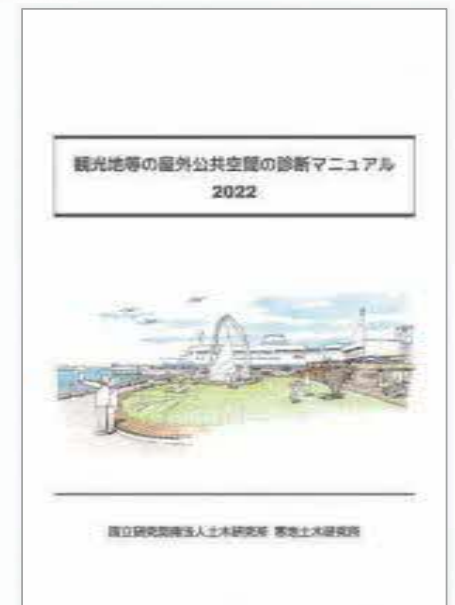 観光地等の屋外公共空間の診断マニュアル
2022
国立研究開発法人土木研究所 寒地土木研究所